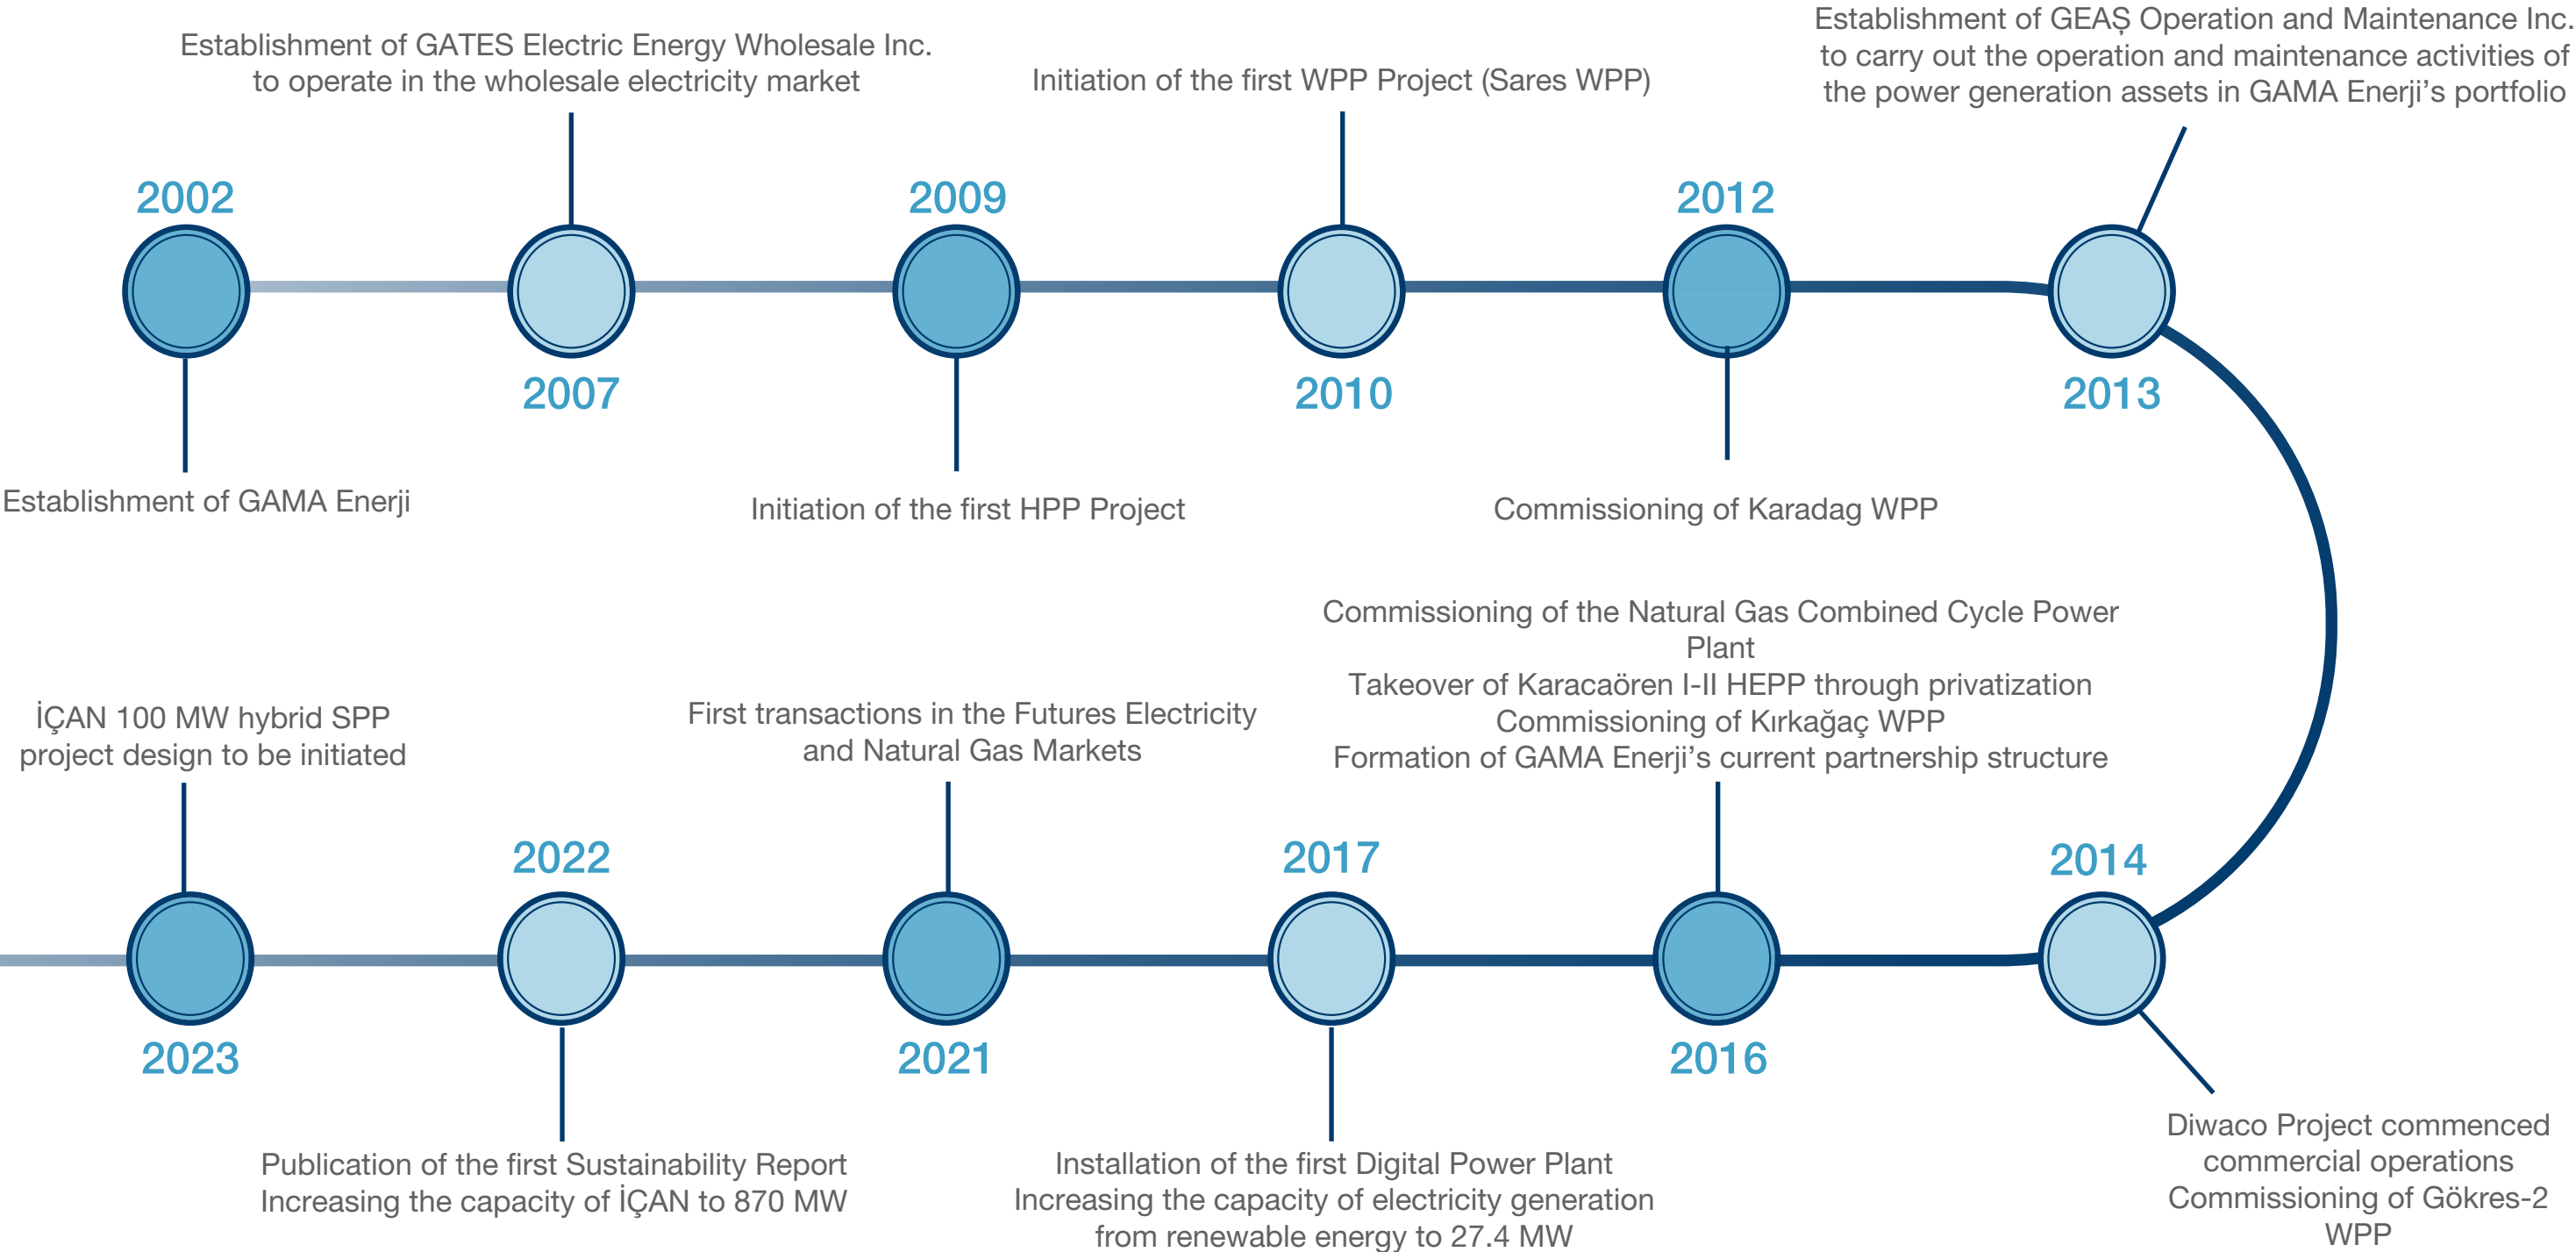 2002
Establishment of GAMA Enerji
Establishment of GATES Electric Energy Wholesale Inc.
to operate in the wholesale electricity market
2007
2009
Initiation of the first HPP Project
Initiation of the first WPP Project (Sares WPP)
2010
2012
Commissioning of Karadag WPP
Establishment of GEAŞ Operation and Maintenance Inc.
to carry out the operation and maintenance activities of
the power generation assets in GAMA Enerji’s portfolio
2013
2014
Diwaco Project commenced
commercial operations
Commissioning of Gökres-2
WPP
Commissioning of the Natural Gas Combined Cycle Power
Plant
Takeover of Karacaören I-II HEPP through privatization
Commissioning of Kırkağaç WPP
Formation of GAMA Enerji’s current partnership structure
2016
2017
Installation of the first Digital Power Plant
Increasing the capacity of electricity generation
from renewable energy to 27.4 MW
First transactions in the Futures Electricity
and Natural Gas Markets
2021
2022
Publication of the first Sustainability Report
Increasing the capacity of İÇAN to 870 MW
İÇAN 100 MW hybrid SPP
project design to be initiated
2023